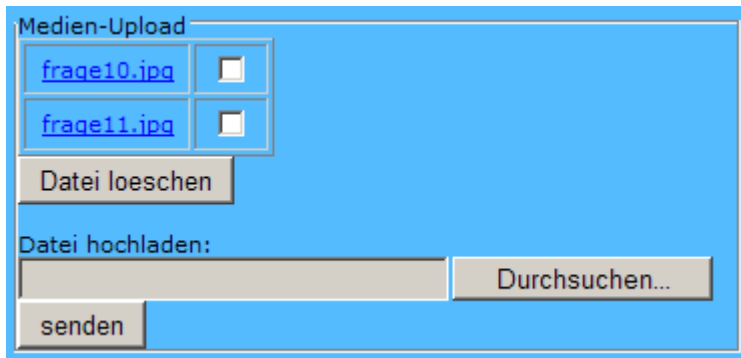 Medien-Upload
frage10.jpg
frage11.jpg
Datei loeschen
Datei hochladen:
Durchsuchen...
senden